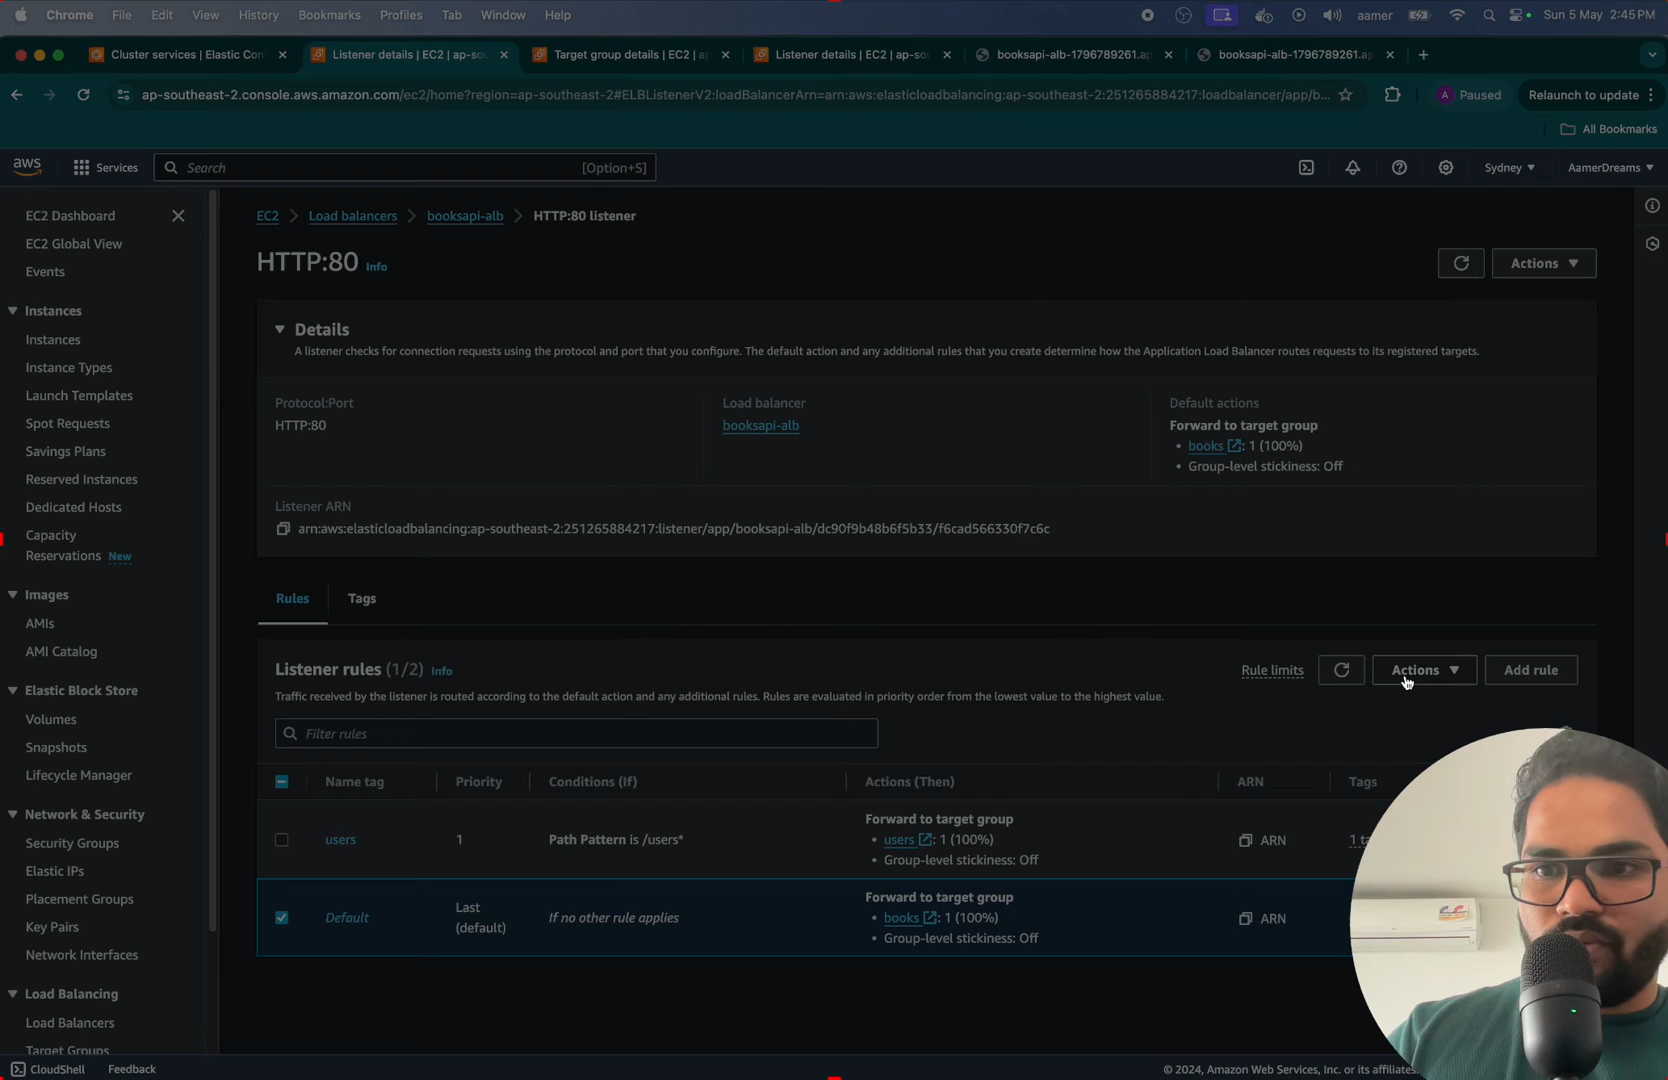 Chrome File Edit View History Bookmarks Profiles Tab Window Help aamer Sun 5 May 2:45 PM
Cluster services | Elastic Con Listener details | EC2 | ap-sou Target group details | EC2 | ap Listener details | EC2 | ap-sou booksapi-alb-1796789261.ap booksapi-alb-1796789261.ap
ap-southeast-2.console.aws.amazon.com/ec2/home?region=ap-southeast-2#ELBListenerV2:loadBalancerArn=arn:aws:elasticloadbalancing:ap-southeast-2:251265884217:loadbalancer/app/b... A Paused Relaunch to update
All Bookmarks
aws Services Search [Option+S] Sydney AamerDreams
EC2 Dashboard
EC2 Global View
Events
Instances
Instances
Instance Types
Launch Templates
Spot Requests
Savings Plans
Reserved Instances
Dedicated Hosts
Capacity
Reservations New
Images
AMIs
AMI Catalog
Elastic Block Store
Volumes
Snapshots
Lifecycle Manager
Network & Security
Security Groups
Elastic IPs
Placement Groups
Key Pairs
Network Interfaces
Load Balancing
Load Balancers
Target Groups
EC2 > Load balancers > booksapi-alb > HTTP:80 listener
HTTP:80 Info
Actions
Details
A listener checks for connection requests using the protocol and port that you configure. The default action and any additional rules that you create determine how the Application Load Balancer routes requests to its registered targets.
Protocol:Port
HTTP:80
Load balancer
booksapi-alb
Default actions
Forward to target group
• books : 1 (100%)
• Group-level stickiness: Off
Listener ARN
arn:aws:elasticloadbalancing:ap-southeast-2:251265884217:listener/app/booksapi-alb/dc90f9b48b6f5b33/f6cad566330f7c6c
Rules Tags
Listener rules (1/2) Info
Rule limits Actions Add rule
Traffic received by the listener is routed according to the default action and any additional rules. Rules are evaluated in priority order from the lowest value to the highest value.
Filter rules
Name tag Priority Conditions (If) Actions (Then) ARN Tags
users 1 Path Pattern is /users*
Forward to target group
• users : 1 (100%)
• Group-level stickiness: Off
ARN
1 ta
Default
Last
(default)
If no other rule applies
Forward to target group
• books : 1 (100%)
• Group-level stickiness: Off
ARN
CloudShell Feedback
© 2024, Amazon Web Services, Inc. or its affiliates.